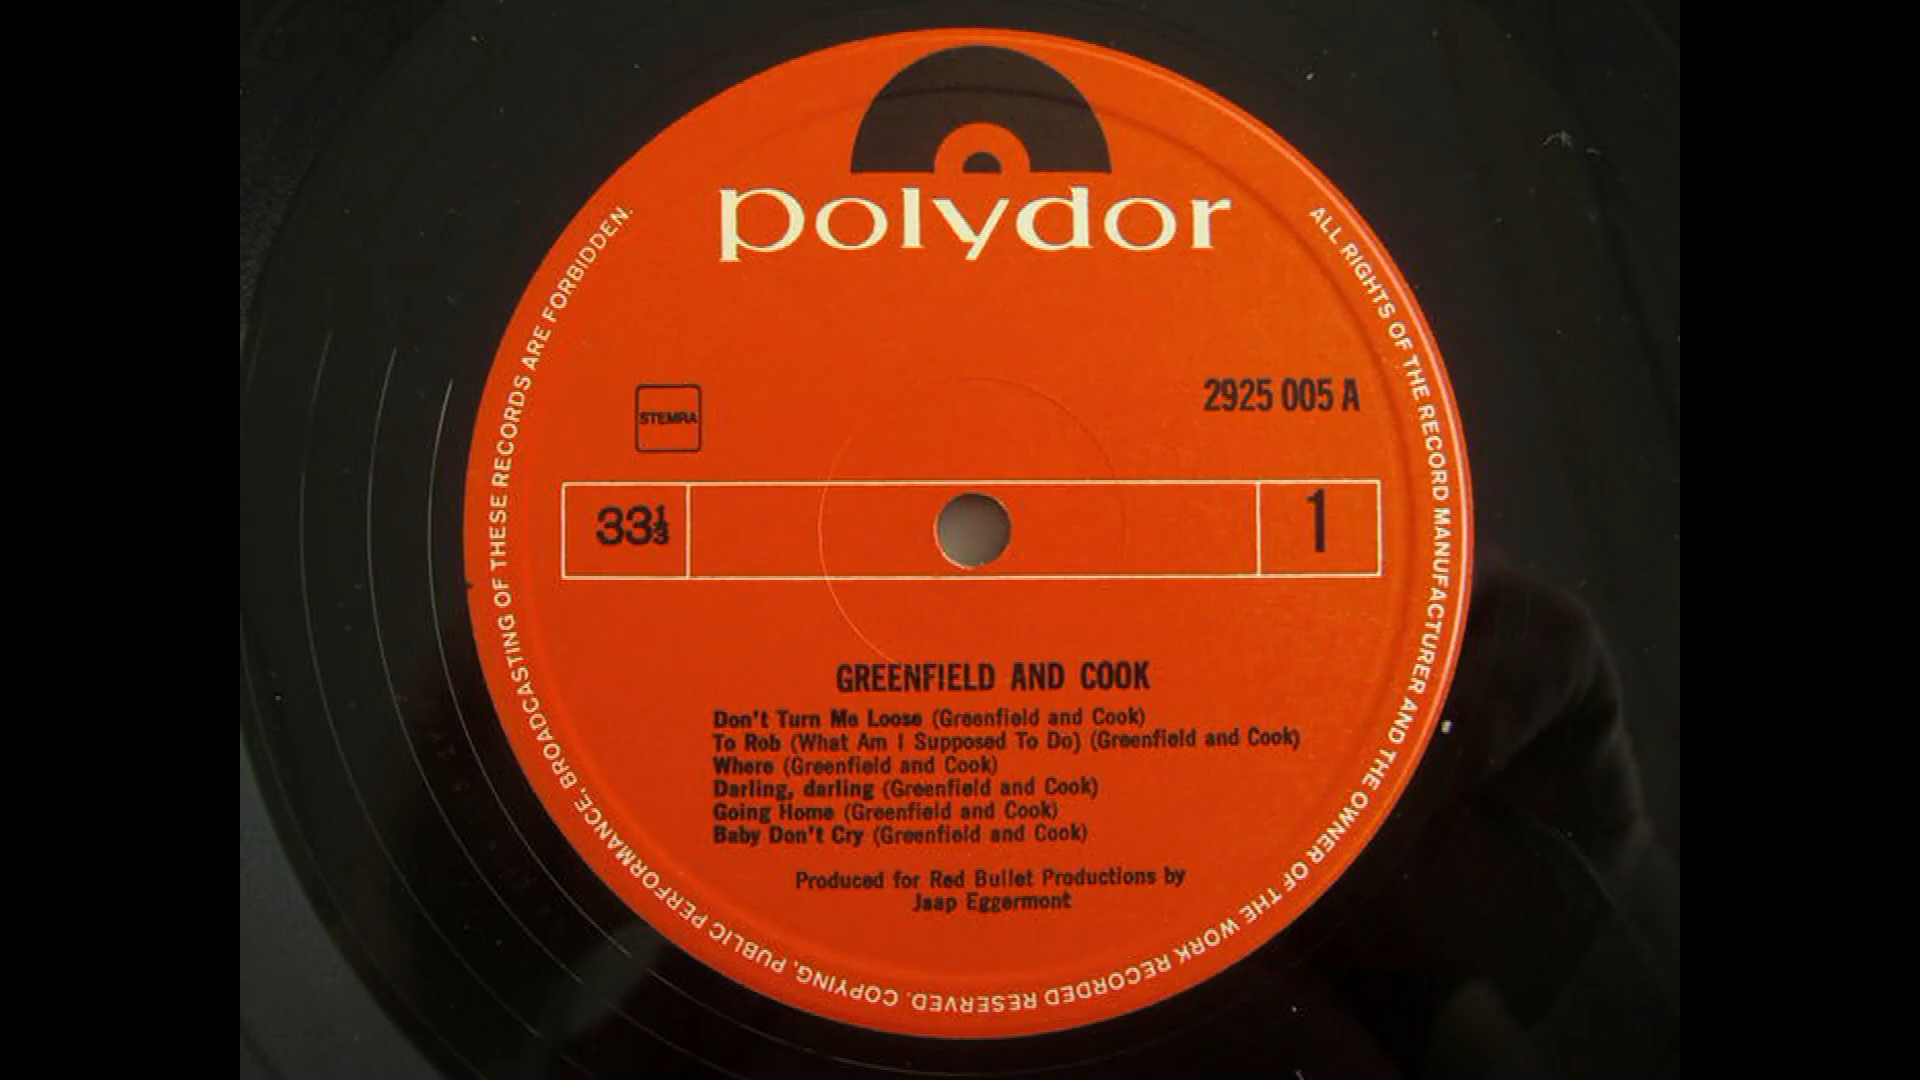 polydor
2925 005 A
STEMRA
33⅓
1
GREENFIELD AND COOK
Don't Turn Me Loose (Greenfield and Cook)
To Rob (What Am I Supposed To Do) (Greenfield and Cook)
Where (Greenfield and Cook)
Darling, darling (Greenfield and Cook)
Going Home (Greenfield and Cook)
Baby Don't Cry (Greenfield and Cook)
Produced for Red Bullet Productions by
Jaap Eggermont
ALL RIGHTS OF THE RECORD MANUFACTURER AND THE OWNER OF THE WORK RECORDED RESERVED. COPYING, PUBLIC PERFORMANCE, BROADCASTING OF THESE RECORDS ARE FORBIDDEN.